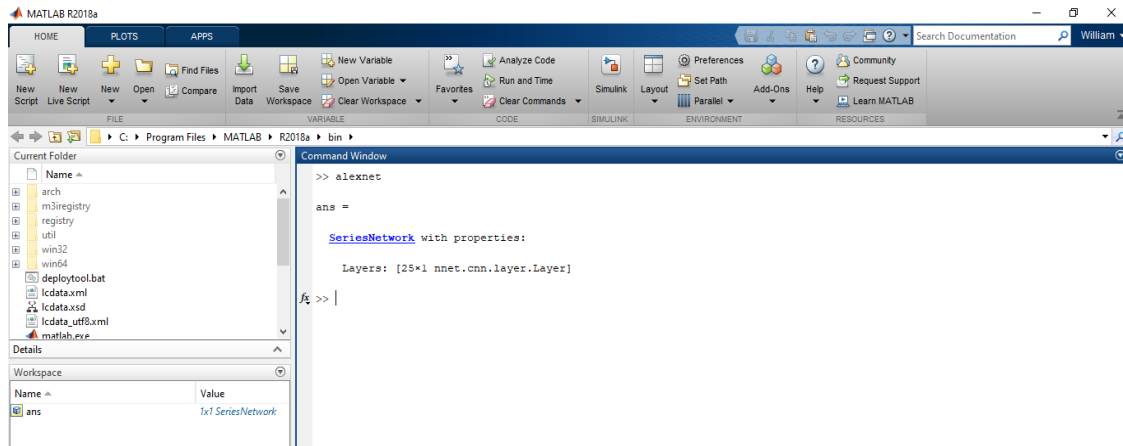 MATLAB R2018a
HOME PLOTS APPS
Search Documentation
William
New Script
New Live Script
New
Open
Find Files
Compare
Import Data
Save Workspace
New Variable
Open Variable
Clear Workspace
Favorites
Analyze Code
Run and Time
Clear Commands
Simulink
Layout
Preferences
Set Path
Parallel
Add-Ons
Help
Community
Request Support
Learn MATLAB
FILE VARIABLE CODE SIMULINK ENVIRONMENT RESOURCES
C: Program Files MATLAB R2018a bin
Current Folder
Name
arch
m3iregistry
registry
util
win32
win64
deploytool.bat
lcdata.xml
lcdata.xsd
lcdata_utf8.xml
matlab.exe
Details
Workspace
Name Value
ans 1x1 SeriesNetwork
Command Window
>> alexnet
ans =
SeriesNetwork with properties:
Layers: [25×1 nnet.cnn.layer.Layer]
fx >>